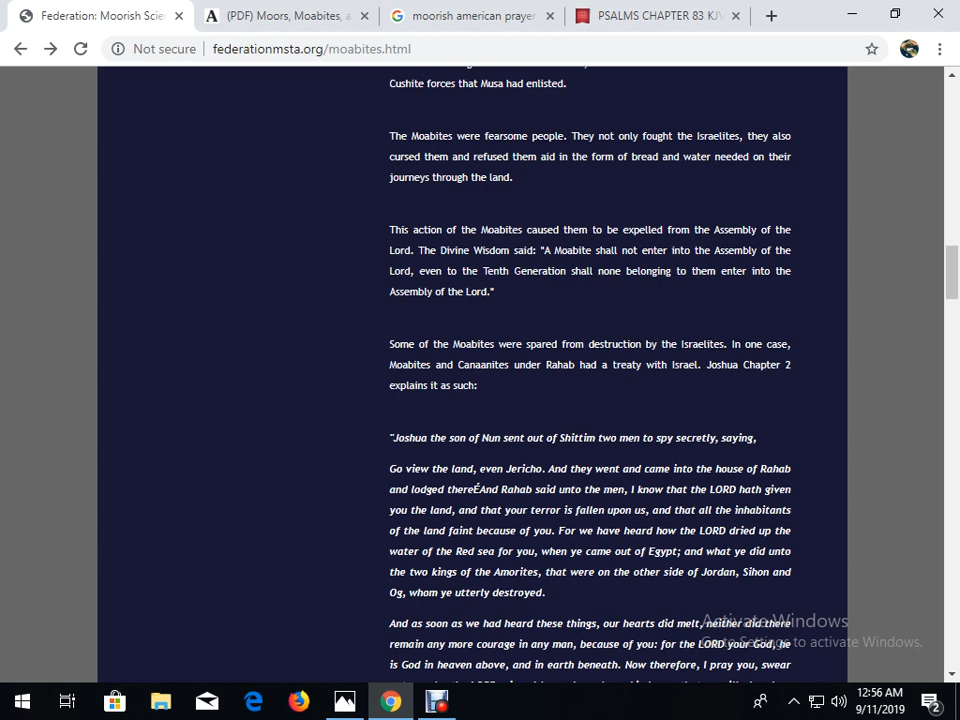 Federation: Moorish Scie
(PDF) Moors, Moabites, a
moorish american prayer
PSALMS CHAPTER 83 KJV
Not secure
federationmsta.org/moabites.html
Cushite forces that Musa had enlisted.
The Moabites were fearsome people. They not only fought the Israelites, they also
cursed them and refused them aid in the form of bread and water needed on their
journeys through the land.
This action of the Moabites caused them to be expelled from the Assembly of the
Lord. The Divine Wisdom said: "A Moabite shall not enter into the Assembly of the
Lord, even to the Tenth Generation shall none belonging to them enter into the
Assembly of the Lord."
Some of the Moabites were spared from destruction by the Israelites. In one case,
Moabites and Canaanites under Rahab had a treaty with Israel. Joshua Chapter 2
explains it as such:
"Joshua the son of Nun sent out of Shittim two men to spy secretly, saying,
Go view the land, even Jericho. And they went and came into the house of Rahab
and lodged thereÉAnd Rahab said unto the men, I know that the LORD hath given
you the land, and that your terror is fallen upon us, and that all the inhabitants
of the land faint because of you. For we have heard how the LORD dried up the
water of the Red sea for you, when ye came out of Egypt; and what ye did unto
the two kings of the Amorites, that were on the other side of Jordan, Sihon and
Og, whom ye utterly destroyed.
And as soon as we had heard these things, our hearts did melt, neither did there
remain any more courage in any man, because of you: for the LORD your God, he
is God in heaven above, and in earth beneath. Now therefore, I pray you, swear
Activate Windows
Go to Settings to activate Windows.
12:56 AM
9/11/2019
2